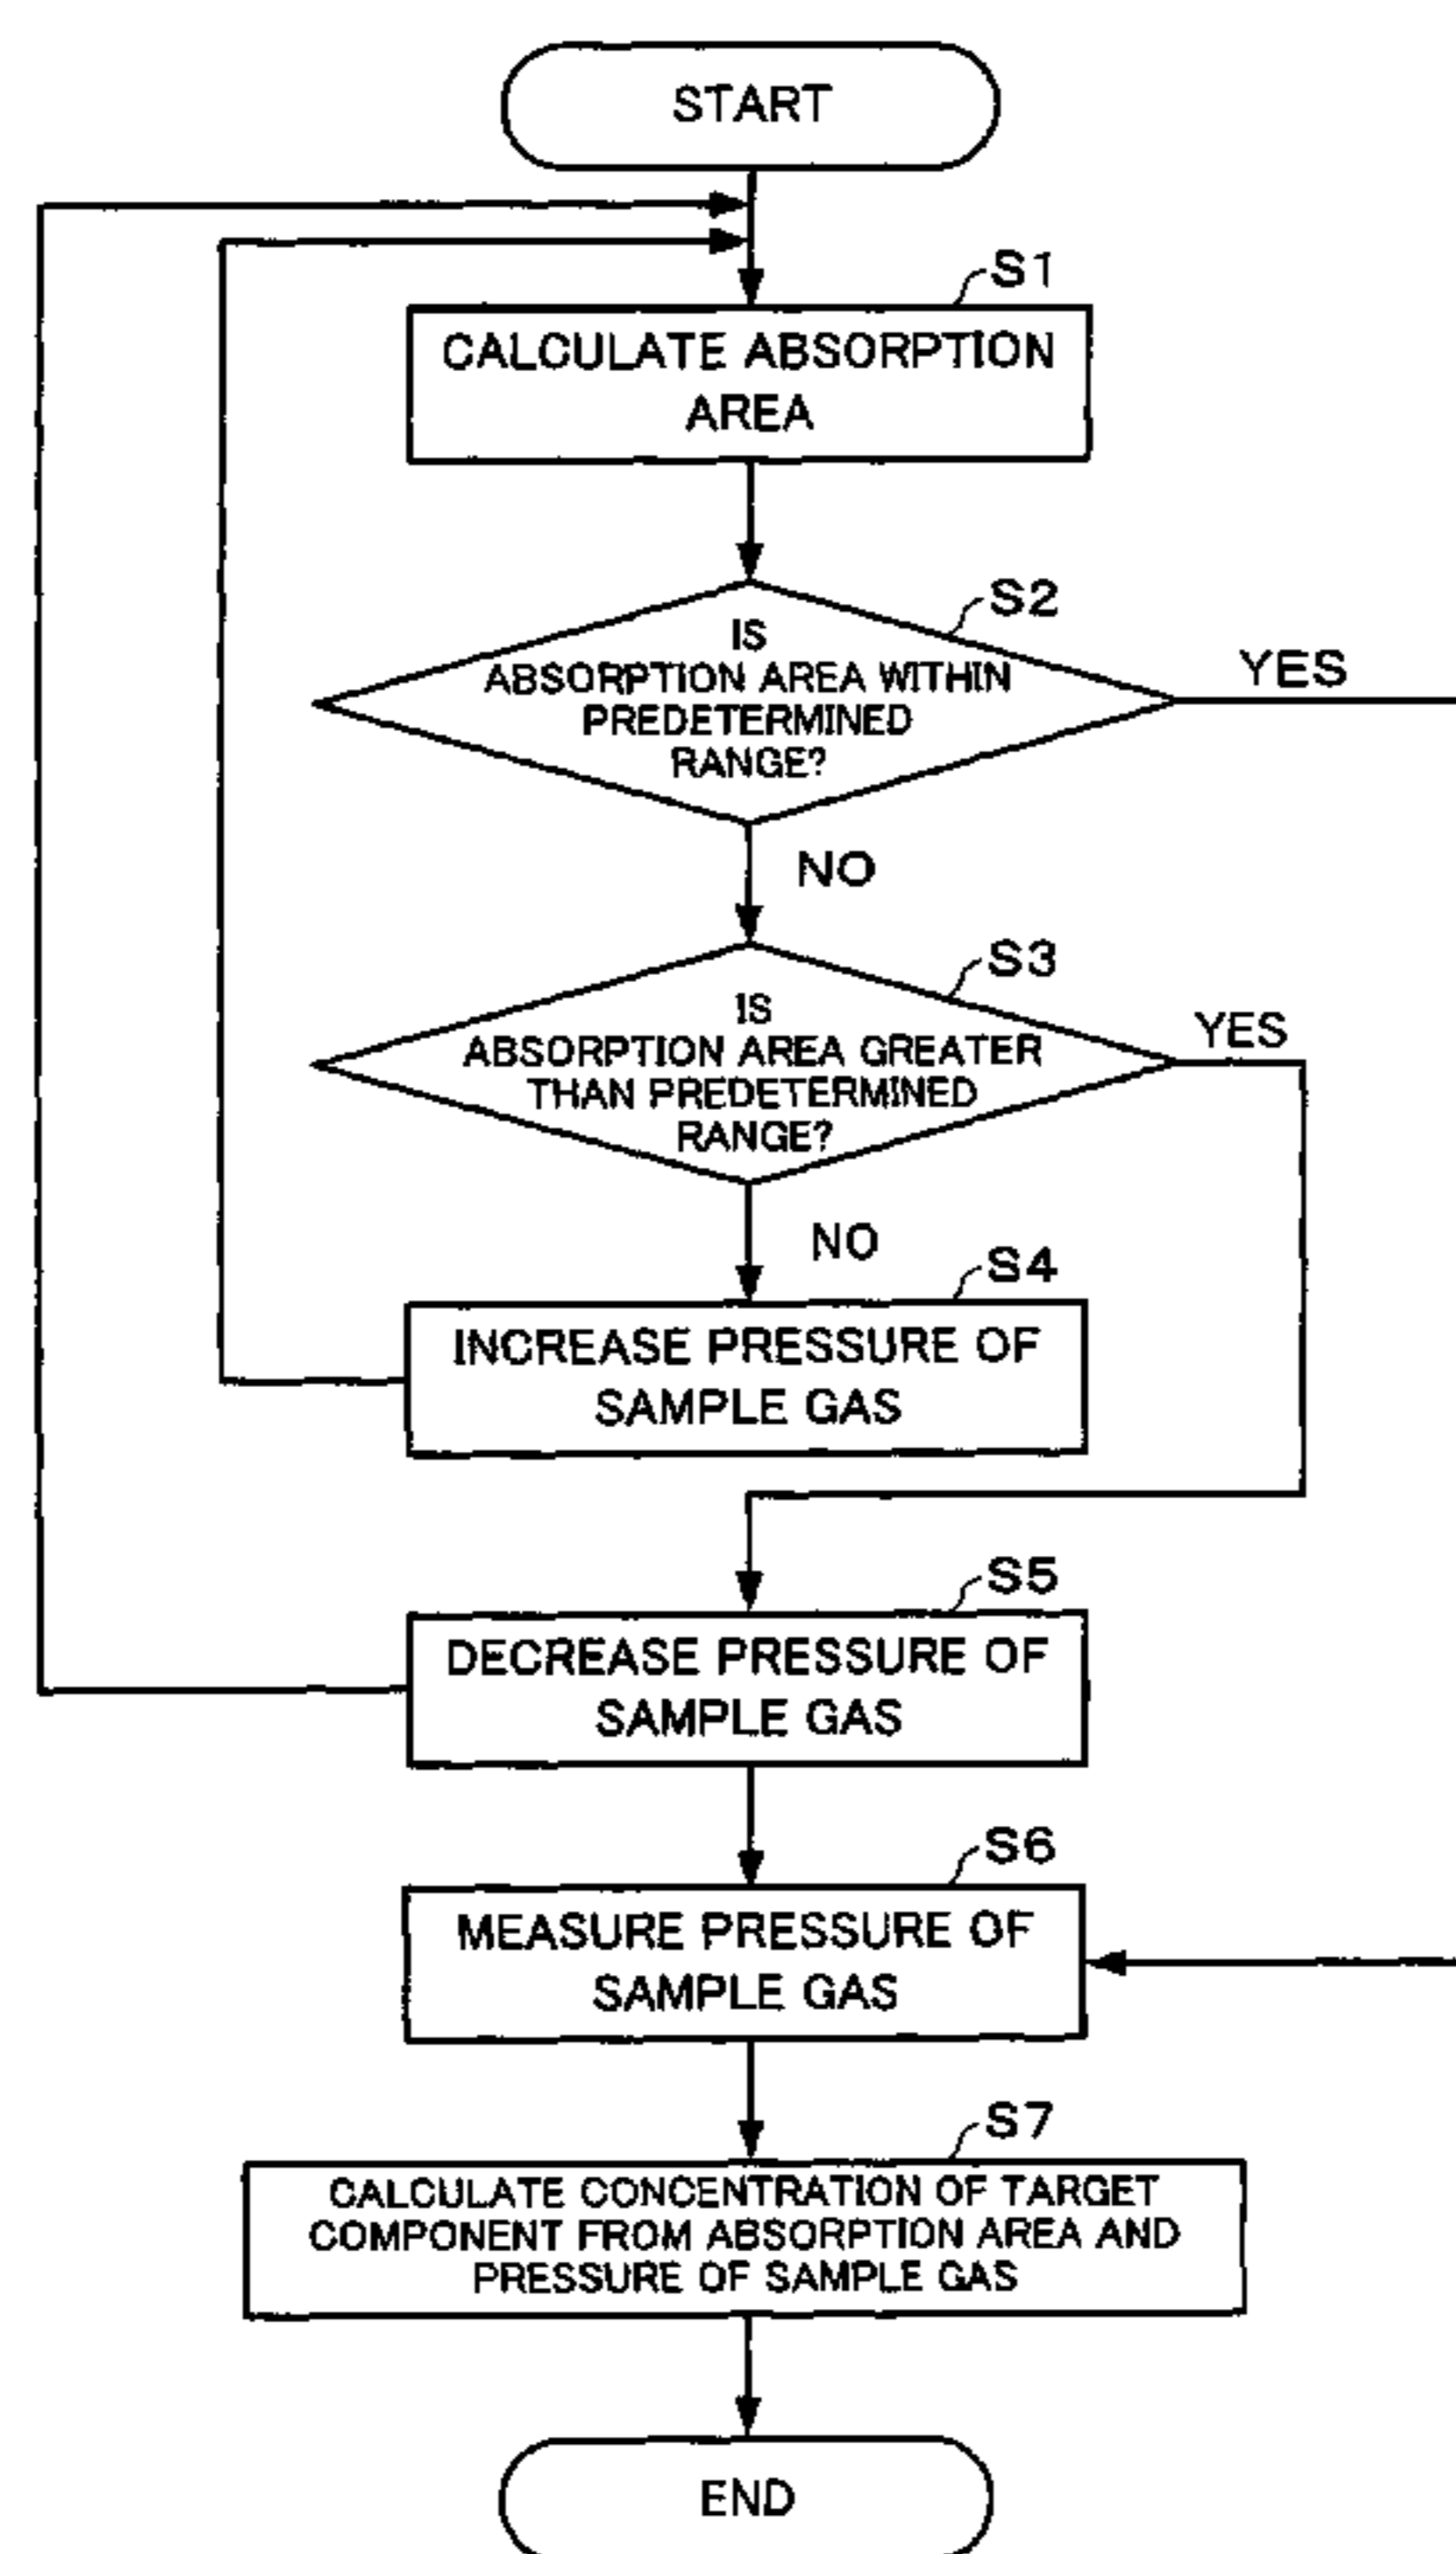 START
S1
CALCULATE ABSORPTION
AREA
S2
IS
ABSORPTION AREA WITHIN
PREDETERMINED
RANGE?
YES
NO
S3
IS
ABSORPTION AREA GREATER
THAN PREDETERMINED
RANGE?
YES
NO
S4
INCREASE PRESSURE OF
SAMPLE GAS
S5
DECREASE PRESSURE OF
SAMPLE GAS
S6
MEASURE PRESSURE OF
SAMPLE GAS
S7
CALCULATE CONCENTRATION OF TARGET
COMPONENT FROM ABSORPTION AREA AND
PRESSURE OF SAMPLE GAS
END